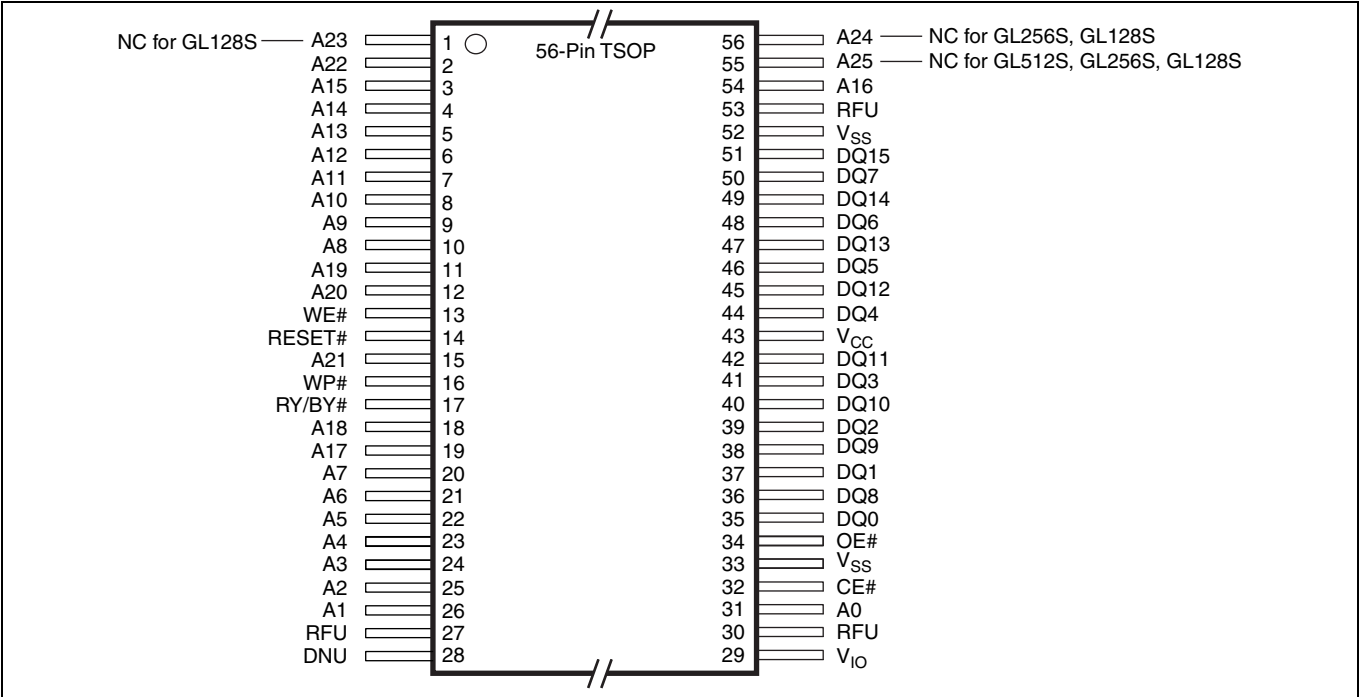 56-Pin TSOP
NC for GL128S A23 1 56 A24 NC for GL256S, GL128S
A22 2 55 A25 NC for GL512S, GL256S, GL128S
A15 3 54 A16
A14 4 53 RFU
A13 5 52 VSS
A12 6 51 DQ15
A11 7 50 DQ7
A10 8 49 DQ14
A9 9 48 DQ6
A8 10 47 DQ13
A19 11 46 DQ5
A20 12 45 DQ12
WE# 13 44 DQ4
RESET# 14 43 VCC
A21 15 42 DQ11
WP# 16 41 DQ3
RY/BY# 17 40 DQ10
A18 18 39 DQ2
A17 19 38 DQ9
A7 20 37 DQ1
A6 21 36 DQ8
A5 22 35 DQ0
A4 23 34 OE#
A3 24 33 VSS
A2 25 32 CE#
A1 26 31 A0
RFU 27 30 RFU
DNU 28 29 VIO